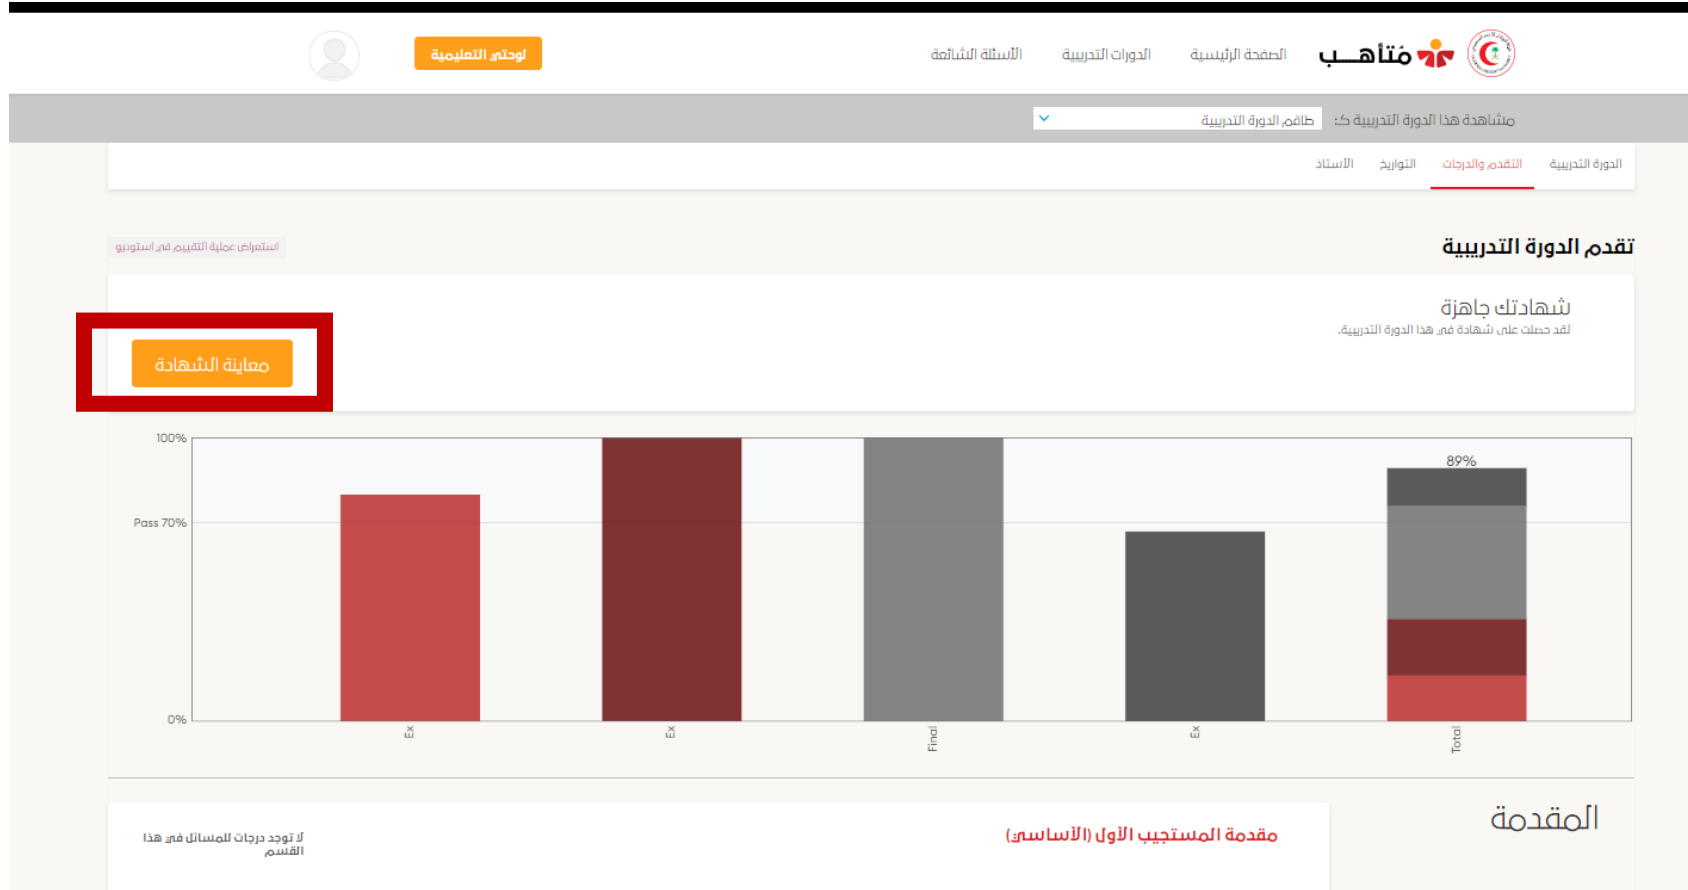 مُتأهـــب
الصفحة الرئيسية
الدورات التدريبية
الأسئلة الشائعة
لوحتي التعليمية
مشاهدة هذا الدورة التدريبية كـ:
طاقم الدورة التدريبية
الدورة التدريبية
التقدم والدرجات
التواريخ
الأستاذ
تقدم الدورة التدريبية
استعراض عملية التقييم في استوديو
شهادتك جاهزة
لقد حصلت على شهادة في هذا الدورة التدريبية.
معاينة الشهادة
100%
89%
Pass 70%
0%
Ex
Ex
Final
Ex
Total
المقدمة
مقدمة المستجيب الأول (الأساسي)
لا توجد درجات للمسائل في هذا
القسم